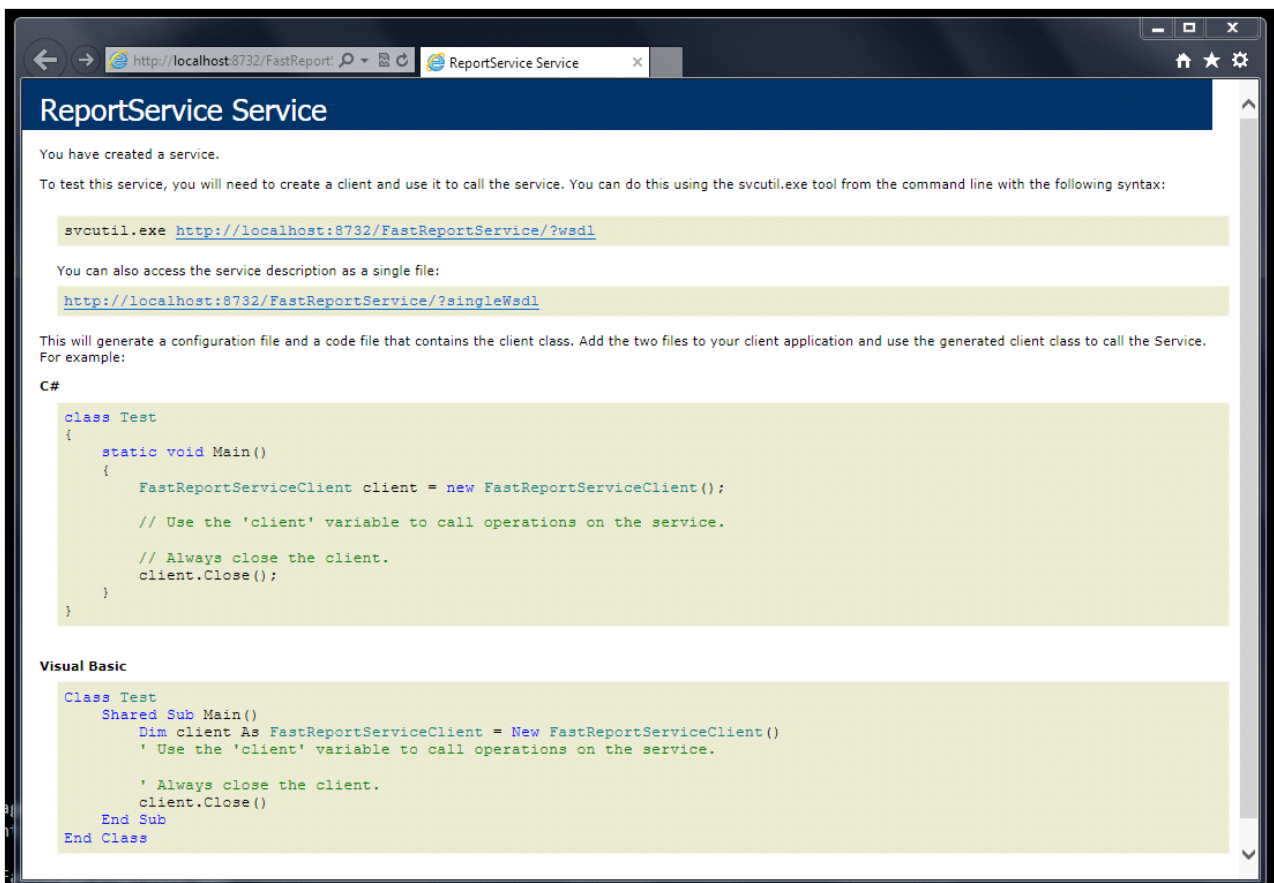 http://localhost:8732/FastReport
ReportService Service
ReportService Service
You have created a service.
To test this service, you will need to create a client and use it to call the service. You can do this using the svcutil.exe tool from the command line with the following syntax:
svcutil.exe http://localhost:8732/FastReportService/?wsdl
You can also access the service description as a single file:
http://localhost:8732/FastReportService/?singleWsdl
This will generate a configuration file and a code file that contains the client class. Add the two files to your client application and use the generated client class to call the Service.
For example:
C#
class Test
{
    static void Main()
    {
        FastReportServiceClient client = new FastReportServiceClient();
        // Use the 'client' variable to call operations on the service.
        // Always close the client.
        client.Close();
    }
}
Visual Basic
Class Test
    Shared Sub Main()
        Dim client As FastReportServiceClient = New FastReportServiceClient()
        ' Use the 'client' variable to call operations on the service.
        ' Always close the client.
        client.Close()
    End Sub
End Class